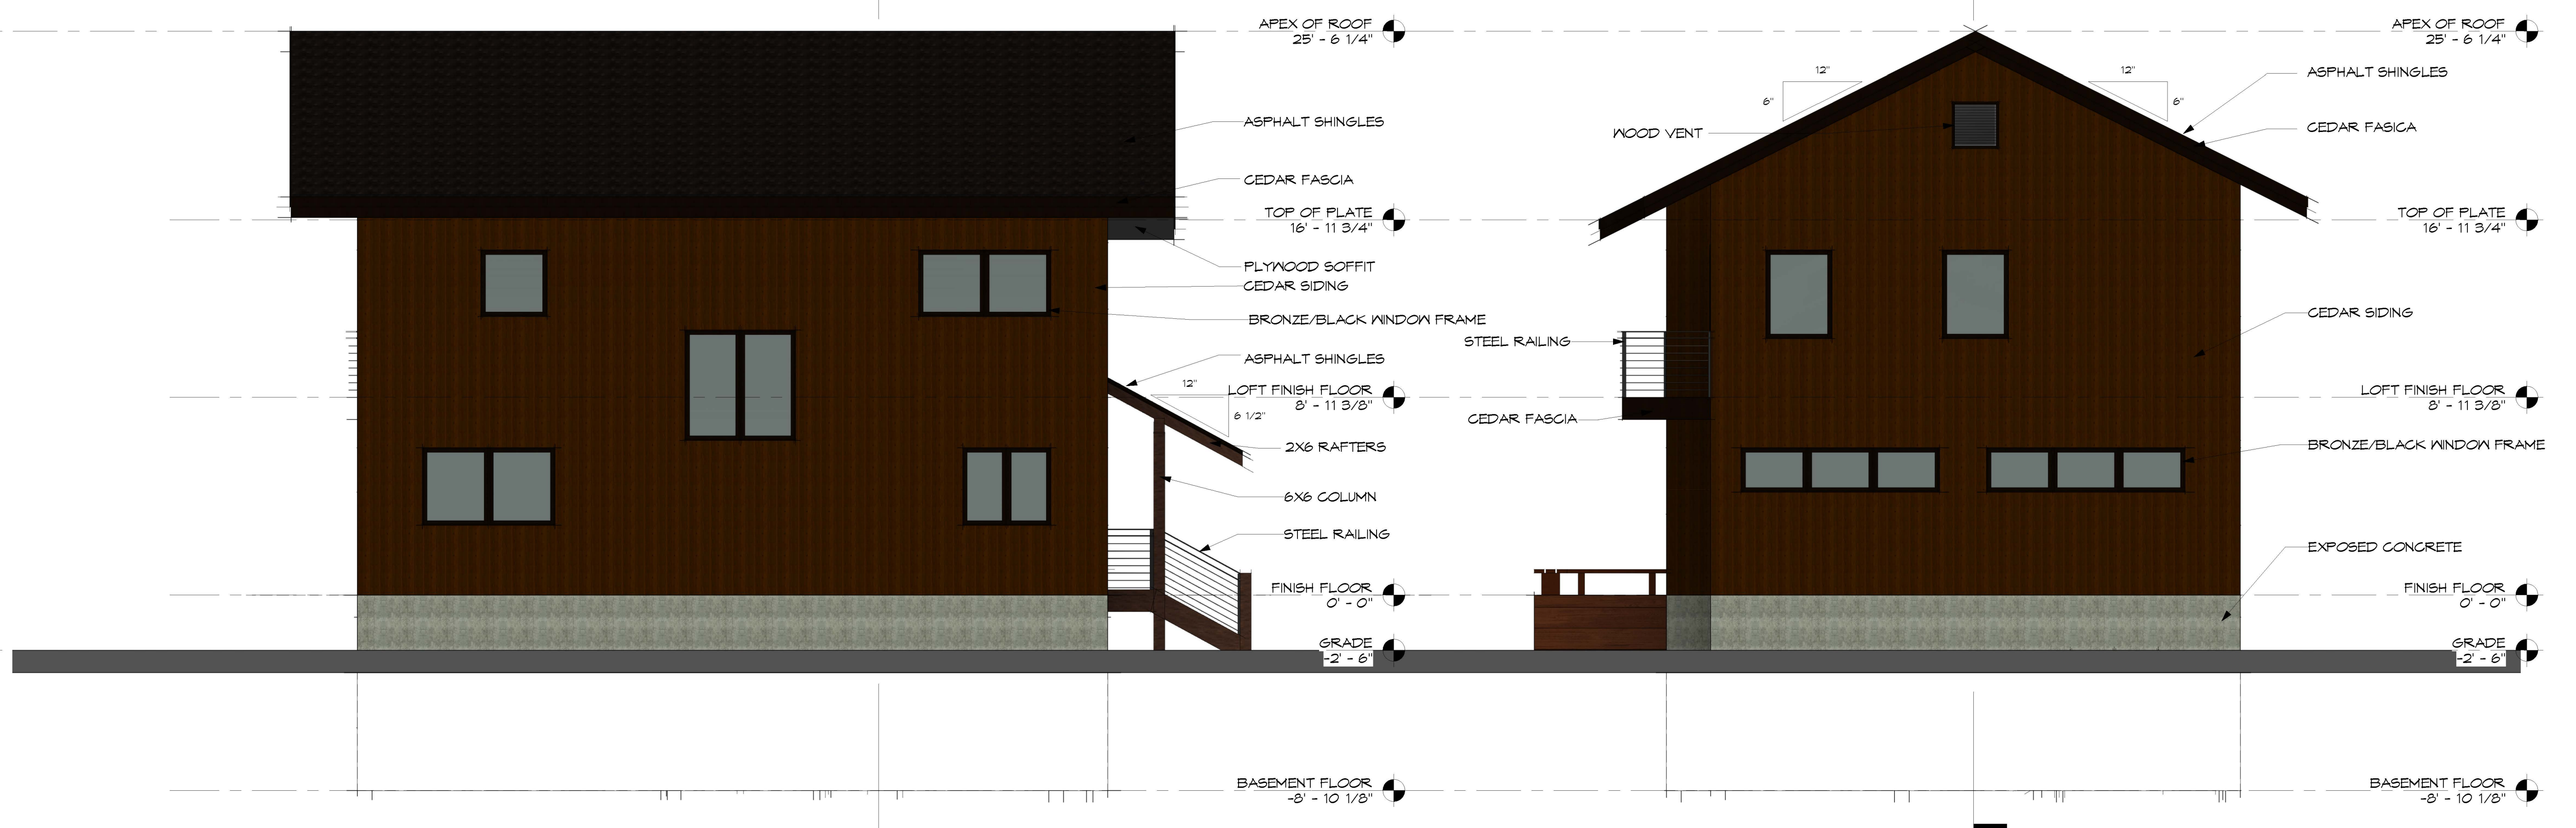 APEX OF ROOF
25' - 6 1/4"
ASPHALT SHINGLES
CEDAR FASCIA
TOP OF PLATE
16' - 11 3/4"
PLYWOOD SOFFIT
CEDAR SIDING
BRONZE/BLACK WINDOW FRAME
ASPHALT SHINGLES
12"
6 1/2"
LOFT FINISH FLOOR
8' - 11 3/8"
2X6 RAFTERS
6X6 COLUMN
STEEL RAILING
FINISH FLOOR
0' - 0"
GRADE
-2' - 6"
BASEMENT FLOOR
-8' - 10 1/8"
12"
6"
12"
6"
WOOD VENT
STEEL RAILING
CEDAR FASCIA
APEX OF ROOF
25' - 6 1/4"
ASPHALT SHINGLES
CEDAR FASICA
TOP OF PLATE
16' - 11 3/4"
CEDAR SIDING
LOFT FINISH FLOOR
8' - 11 3/8"
BRONZE/BLACK WINDOW FRAME
EXPOSED CONCRETE
FINISH FLOOR
0' - 0"
GRADE
-2' - 6"
BASEMENT FLOOR
-8' - 10 1/8"